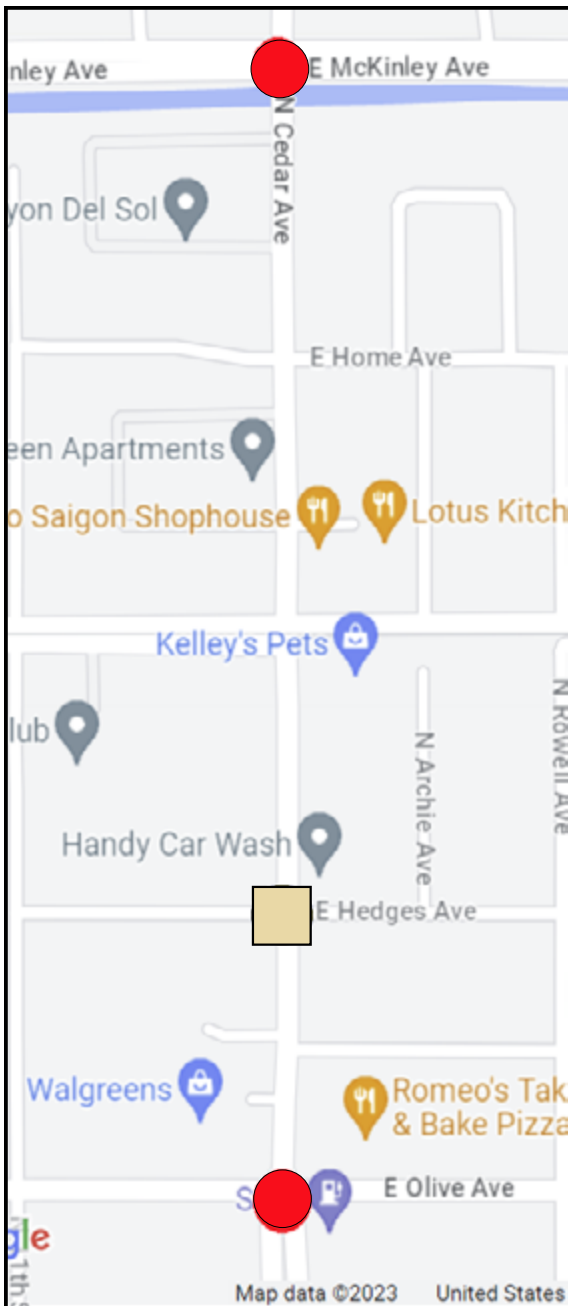 nley Ave
E McKinley Ave
N Cedar Ave
yon Del Sol
E Home Ave
een Apartments
o Saigon Shophouse
Lotus Kitch
Kelley's Pets
lub
N Rowell Ave
N Archie Ave
Handy Car Wash
E Hedges Ave
Walgreens
Romeo's Tak
& Bake Pizza
S
E Olive Ave
gle
1th S
Map data ©2023
United States